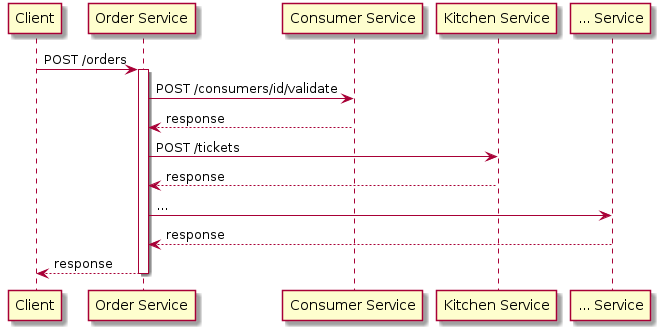 Client Order Service Consumer Service Kitchen Service ... Service
POST /orders
POST /consumers/id/validate
response
POST /tickets
response
...
response
response
Client Order Service Consumer Service Kitchen Service ... Service